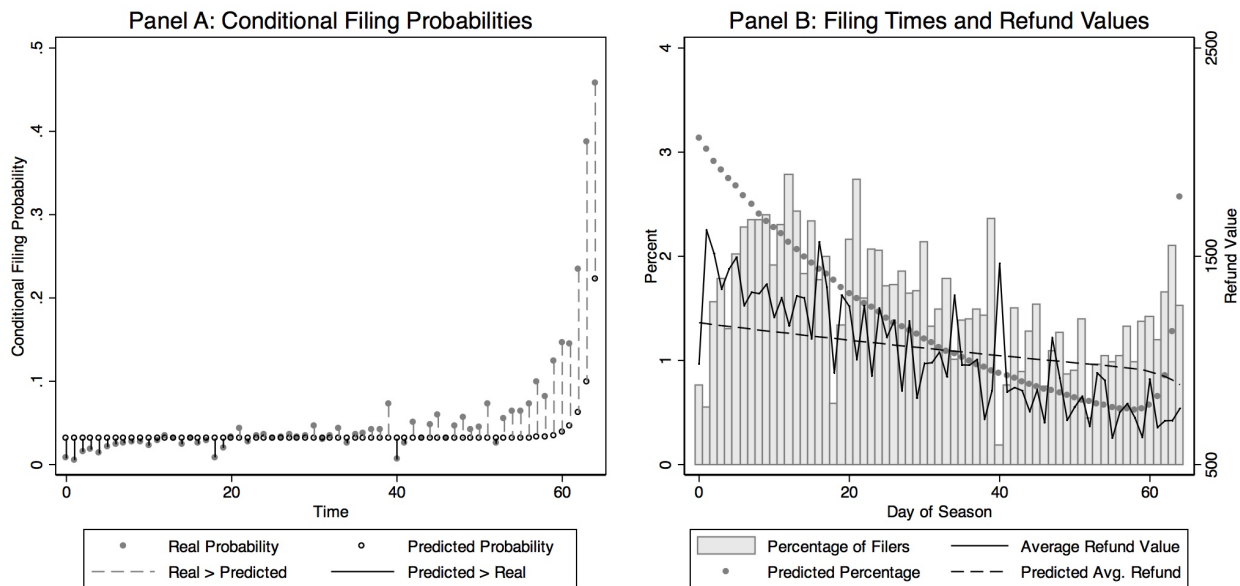 Panel A: Conditional Filing Probabilities
.5
.4
.3
.2
.1
0
Conditional Filing Probability
0 20 40 60
Time
Real Probability
Predicted Probability
Real > Predicted
Predicted > Real
Panel B: Filing Times and Refund Values
4
3
2
1
0
Percent
2500
1500
500
Refund Value
0 20 40 60
Day of Season
Percentage of Filers
Average Refund Value
Predicted Percentage
Predicted Avg. Refund